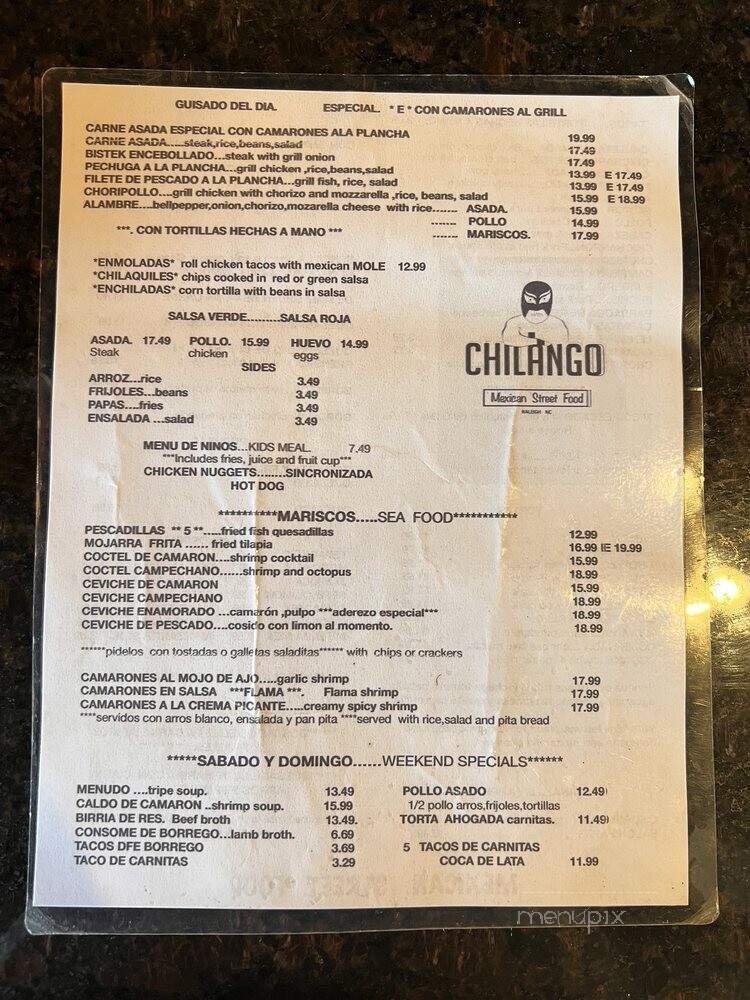 GUISADO DEL DIA. ESPECIAL. * E * CON CAMARONES AL GRILL
CARNE ASADA ESPECIAL CON CAMARONES ALA PLANCHA 19.99
CARNE ASADA.....steak,rice,beans,salad 17.49
BISTEK ENCEBOLLADO...steak with grill onion 17.49
PECHUGA A LA PLANCHA...grill chicken ,rice,beans,salad 13.99 E 17.49
FILETE DE PESCADO A LA PLANCHA...grill fish, rice, salad 13.99 E 17.49
CHORIPOLLO....grill chicken with chorizo and mozzarella ,rice, beans, salad 15.99 E 18.99
ALAMBRE....bellpepper,onion,chorizo,mozarella cheese with rice....... ASADA. 15.99
....... POLLO 14.99
***. CON TORTILLAS HECHAS A MANO *** ....... MARISCOS. 17.99
*ENMOLADAS* roll chicken tacos with mexican MOLE 12.99
*CHILAQUILES* chips cooked in red or green salsa
*ENCHILADAS* corn tortilla with beans in salsa
SALSA VERDE.........SALSA ROJA
ASADA. 17.49 POLLO. 15.99 HUEVO 14.99
Steak chicken eggs
SIDES
ARROZ...rice 3.49
FRIJOLES...beans 3.49
PAPAS....fries 3.49
ENSALADA ...salad 3.49
CHILANGO
Mexican Street Food
RALEIGH NC
MENU DE NINOS...KIDS MEAL. 7.49
***Includes fries, juice and fruit cup***
CHICKEN NUGGETS........SINCRONIZADA
HOT DOG
**********MARISCOS.....SEA FOOD***********
PESCADILLAS ** 5 **.....fried fish quesadillas 12.99
MOJARRA FRITA ...... fried tilapia 16.99 IE 19.99
COCTEL DE CAMARON....shrimp cocktail 15.99
COCTEL CAMPECHANO......shrimp and octopus 18.99
CEVICHE DE CAMARON 15.99
CEVICHE CAMPECHANO 18.99
CEVICHE ENAMORADO ...camarón ,pulpo ***aderezo especial*** 18.99
CEVICHE DE PESCADO....cosido con limon al momento. 18.99
******pidelos con tostadas o galletas saladitas****** with chips or crackers
CAMARONES AL MOJO DE AJO.....garlic shrimp 17.99
CAMARONES EN SALSA ***FLAMA ***. Flama shrimp 17.99
CAMARONES A LA CREMA PICANTE.....creamy spicy shrimp 17.99
****servidos con arros blanco, ensalada y pan pita ****served with rice,salad and pita bread
*****SABADO Y DOMINGO......WEEKEND SPECIALS******
MENUDO ....tripe soup. 13.49
CALDO DE CAMARON ..shrimp soup. 15.99
BIRRIA DE RES. Beef broth 13.49.
CONSOME DE BORREGO...lamb broth. 6.69
TACOS DFE BORREGO 3.69
TACO DE CARNITAS 3.29
POLLO ASADO 12.49
1/2 pollo arros,frijoles,tortillas
TORTA AHOGADA carnitas. 11.49
5 TACOS DE CARNITAS
COCA DE LATA 11.99
menupix